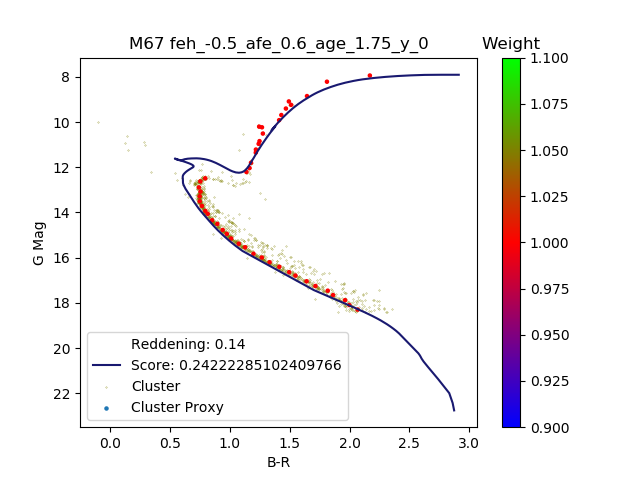 M67 feh_-0.5_afe_0.6_age_1.75_y_0
Weight
8
10
12
14
16
18
20
22
G Mag
0.0 0.5 1.0 1.5 2.0 2.5 3.0
B-R
Reddening: 0.14
Score: 0.24222285102409766
Cluster
Cluster Proxy
1.100
1.075
1.050
1.025
1.000
0.975
0.950
0.925
0.900